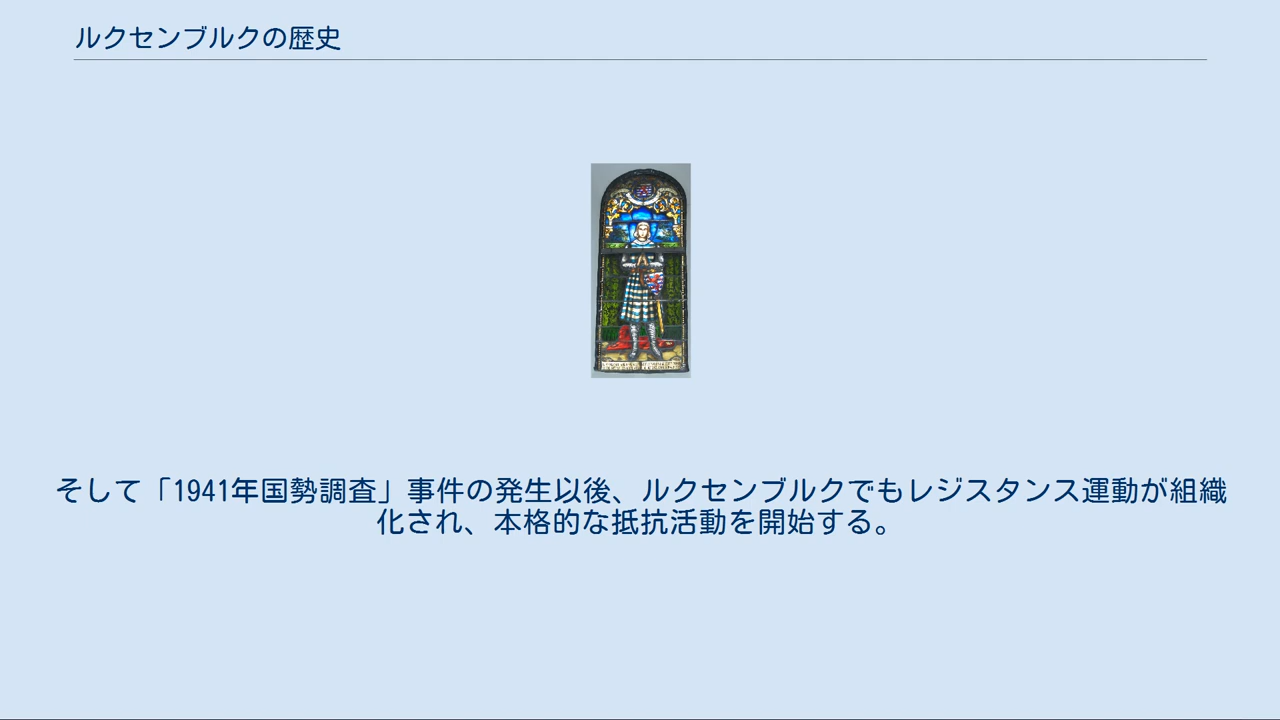 ルクセンブルクの歴史
そして「1941年国勢調査」事件の発生以後、ルクセンブルクでもレジスタンス運動が組織
化され、本格的な抵抗活動を開始する。